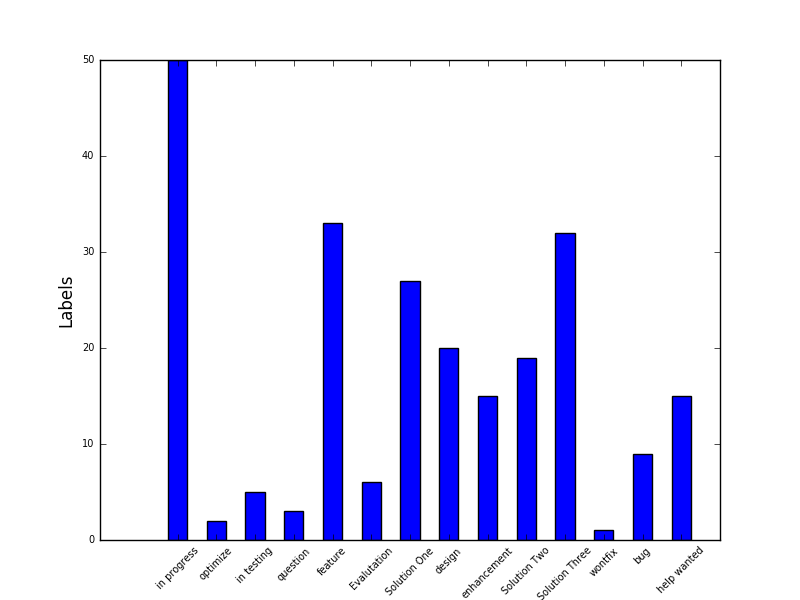 50
40
30
20
10
0
Labels
in progress
optimize
in testing
question
feature
Evalutation
Solution One
design
enhancement
Solution Two
Solution Three
wontfix
bug
help wanted